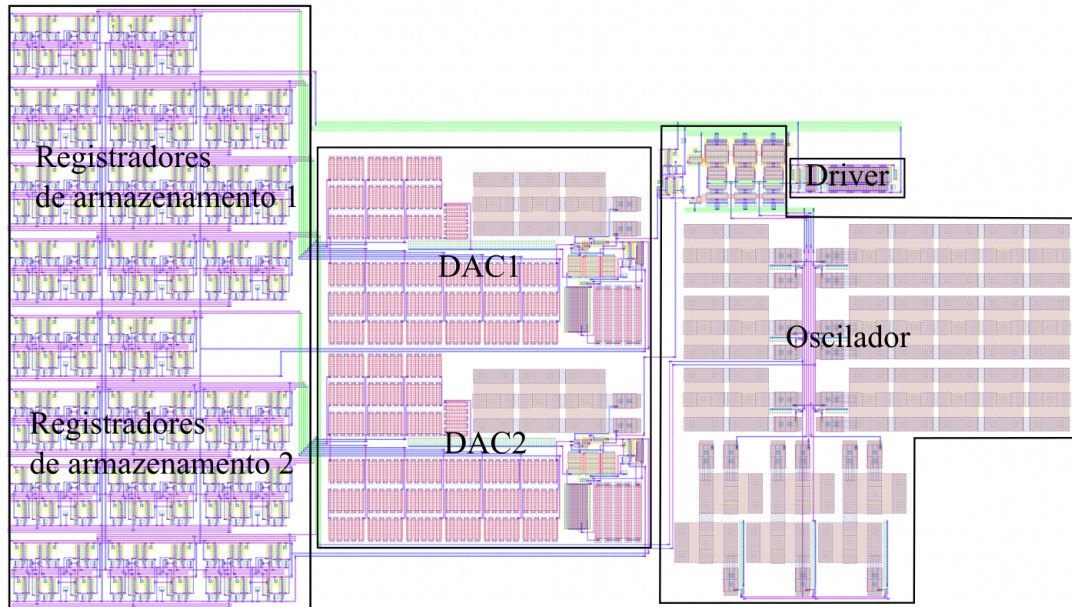 Registradores
de armazenamento 1
DAC1
Driver
Oscilador
Registradores
de armazenamento 2
DAC2